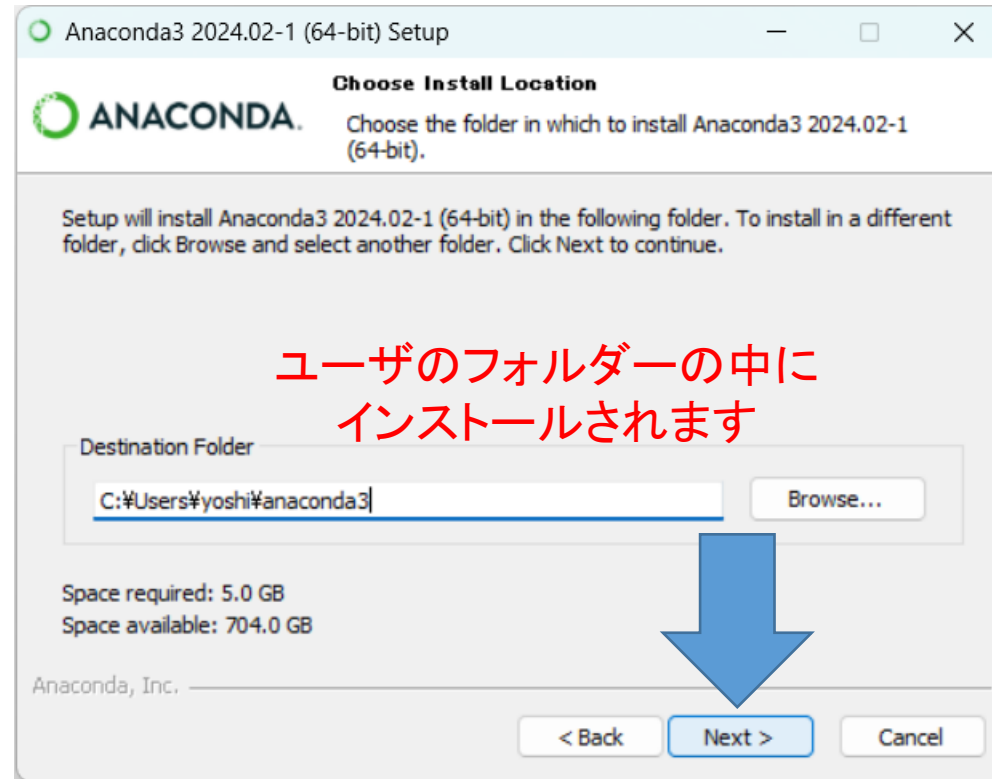 Anaconda3 2024.02-1 (64-bit) Setup
ANACONDA.
Choose Install Location
Choose the folder in which to install Anaconda3 2024.02-1
(64-bit).
Setup will install Anaconda3 2024.02-1 (64-bit) in the following folder. To install in a different
folder, click Browse and select another folder. Click Next to continue.
ユーザのフォルダーの中に
インストールされます
Destination Folder
C:¥Users¥yoshi¥anaconda3
Browse...
Space required: 5.0 GB
Space available: 704.0 GB
Anaconda, Inc.
< Back
Next >
Cancel